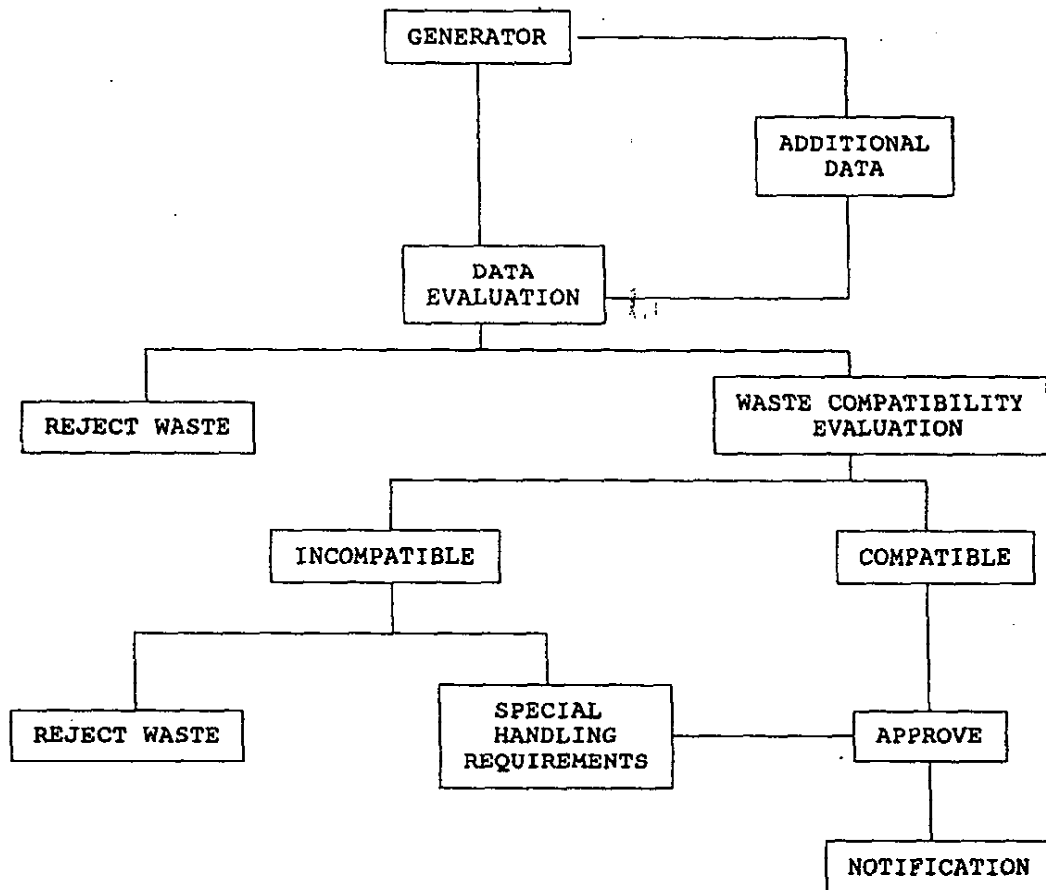 GENERATOR
ADDITIONAL
DATA
DATA
EVALUATION
REJECT WASTE
WASTE COMPATIBILITY
EVALUATION
INCOMPATIBLE
COMPATIBLE
REJECT WASTE
SPECIAL
HANDLING
REQUIREMENTS
APPROVE
NOTIFICATION